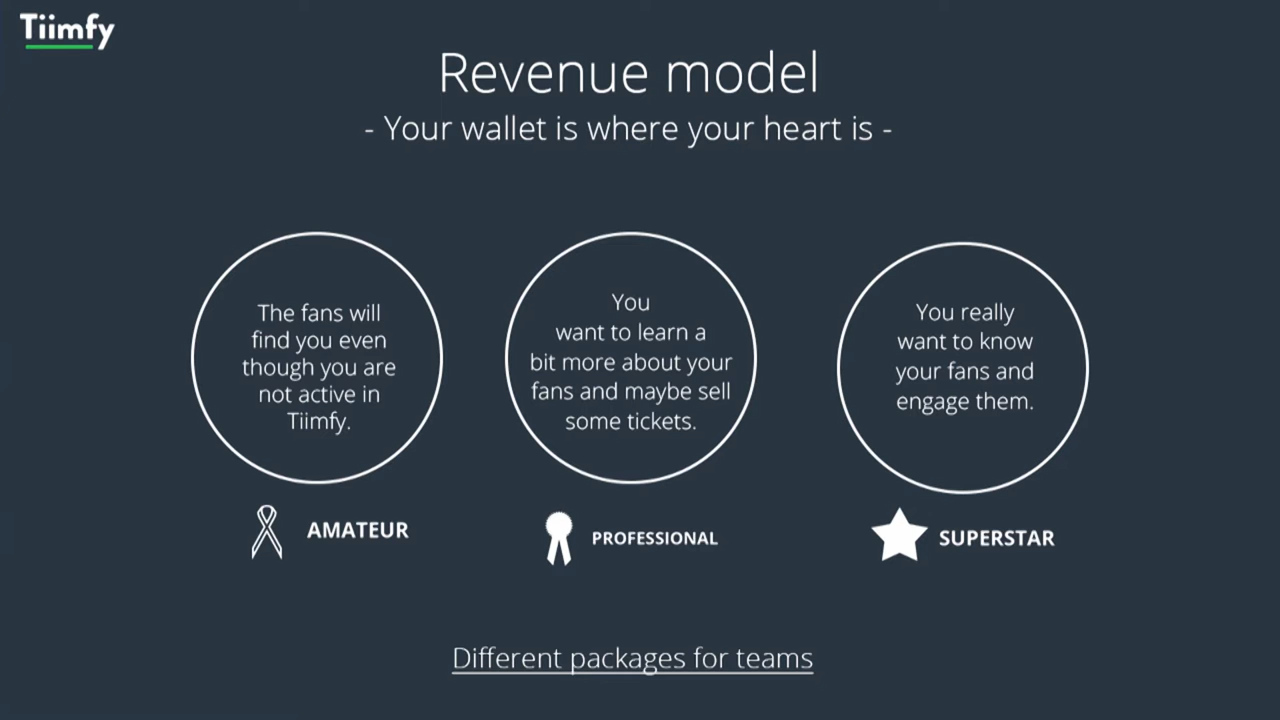 Tiimfy
Revenue model
- Your wallet is where your heart is -
The fans will
find you even
though you are
not active in
Tiimfy.
AMATEUR
You
want to learn a
bit more about your
fans and maybe sell
some tickets.
PROFESSIONAL
You really
want to know
your fans and
engage them.
SUPERSTAR
Different packages for teams